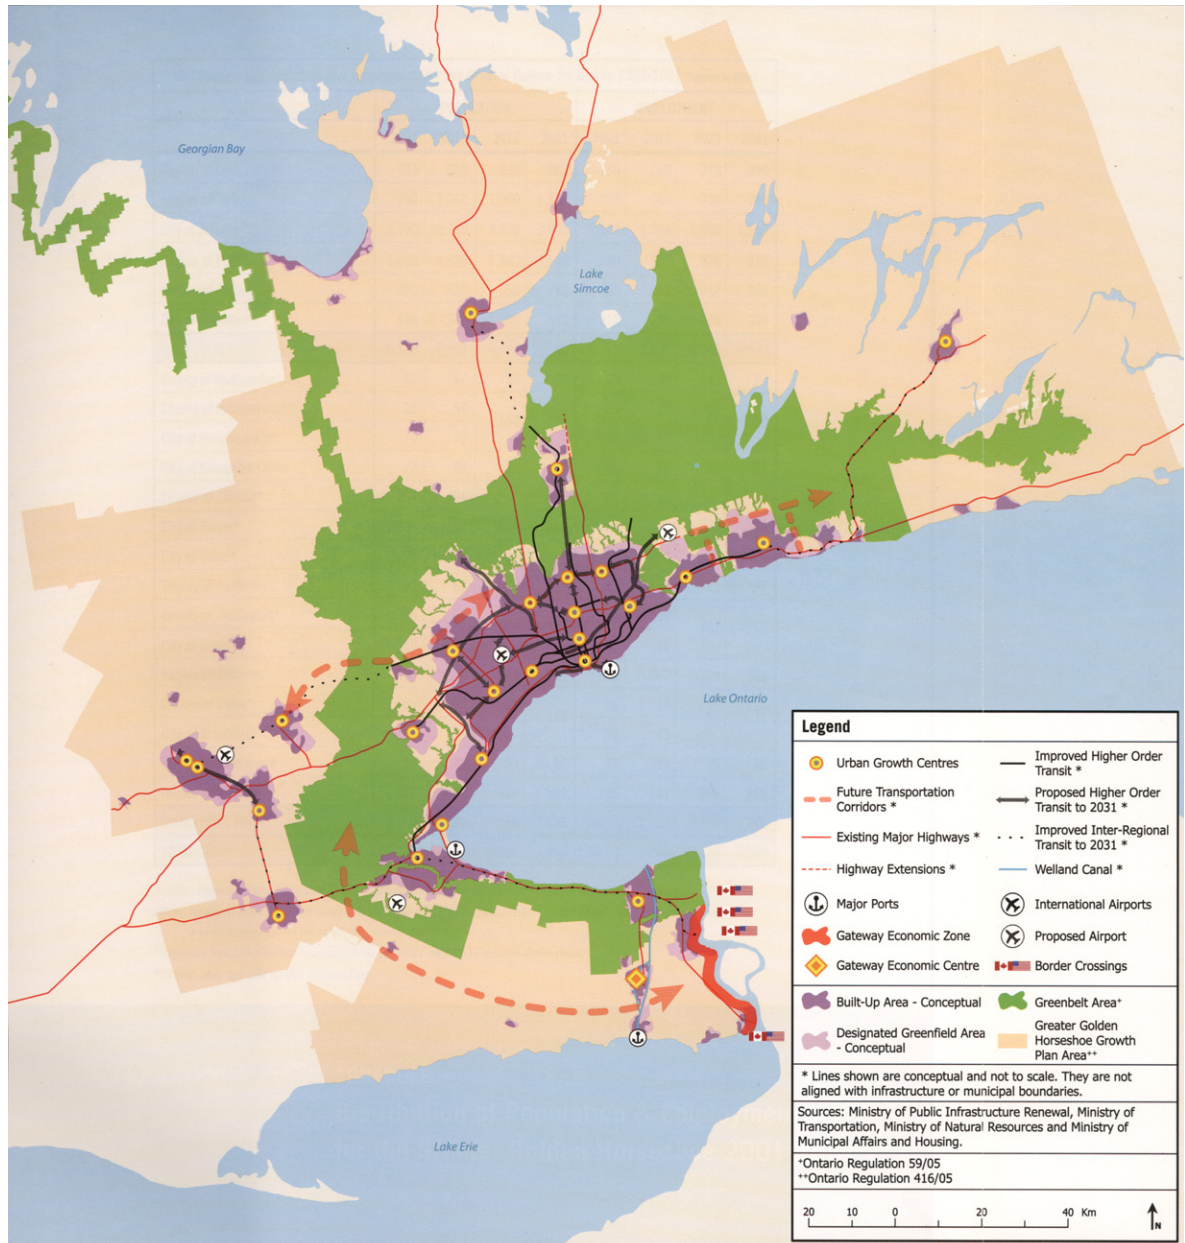 Georgian Bay
Lake
Simcoe
Lake Ontario
Lake Erie
Legend
Urban Growth Centres
Future Transportation
Corridors *
Existing Major Highways *
Highway Extensions *
Major Ports
Gateway Economic Zone
Gateway Economic Centre
Improved Higher Order
Transit *
Proposed Higher Order
Transit to 2031 *
Improved Inter-Regional
Transit to 2031 *
Welland Canal *
International Airports
Proposed Airport
Border Crossings
Built-Up Area - Conceptual
Designated Greenfield Area
- Conceptual
Greenbelt Area+
Greater Golden
Horseshoe Growth
Plan Area++
* Lines shown are conceptual and not to scale. They are not
aligned with infrastructure or municipal boundaries.
Sources: Ministry of Public Infrastructure Renewal, Ministry of
Transportation, Ministry of Natural Resources and Ministry of
Municipal Affairs and Housing.
+Ontario Regulation 59/05
++Ontario Regulation 416/05
20 10 0 20 40 Km
N